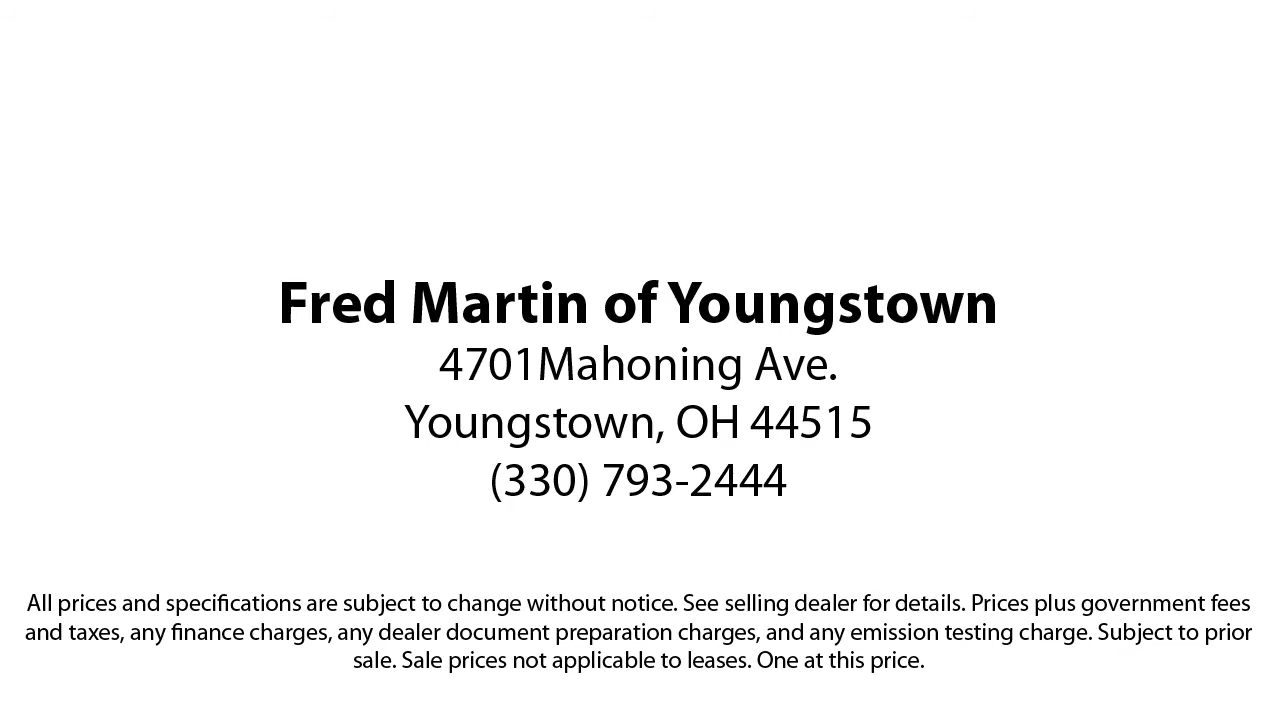 Fred Martin of Youngstown
4701Mahoning Ave.
Youngstown, OH 44515
(330) 793-2444
All prices and specifications are subject to change without notice. See selling dealer for details. Prices plus government fees
and taxes, any finance charges, any dealer document preparation charges, and any emission testing charge. Subject to prior
sale. Sale prices not applicable to leases. One at this price.